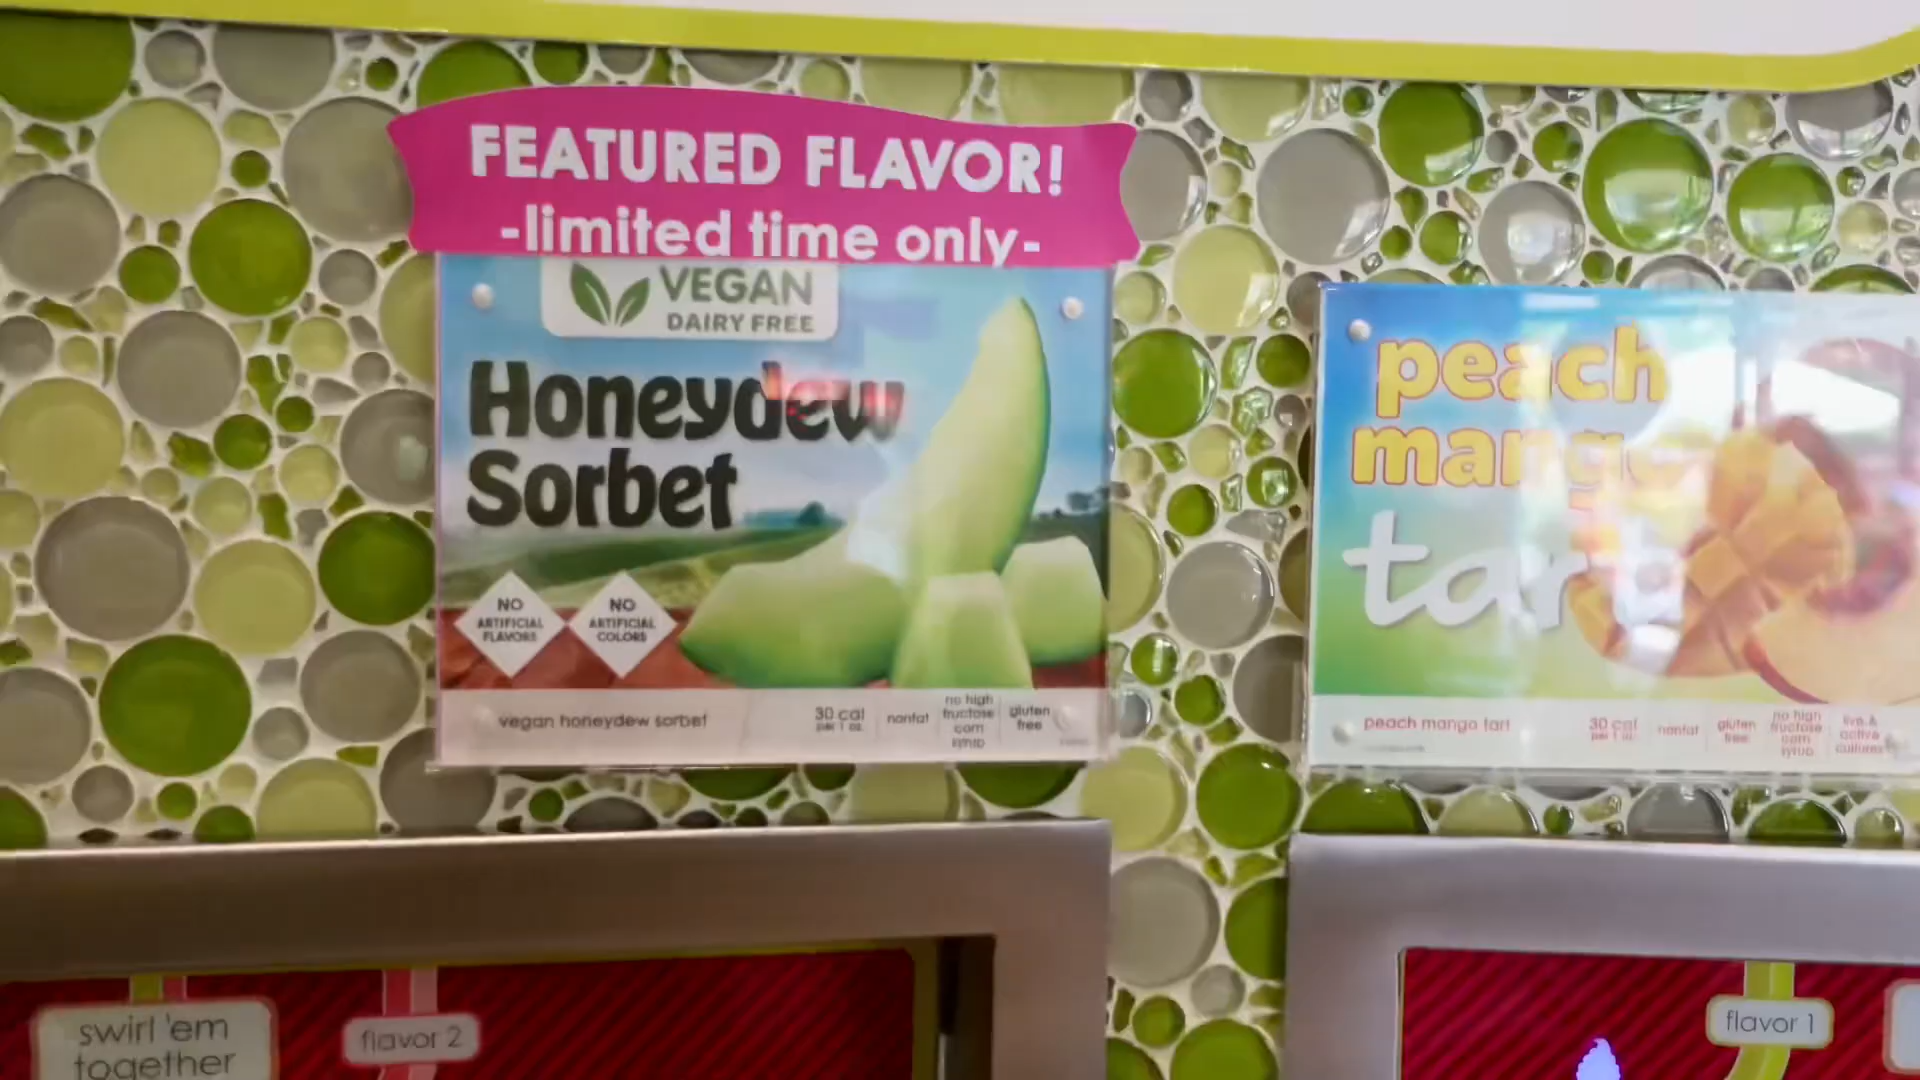 FEATURED FLAVOR!
-limited time only-
VEGAN
DAIRY FREE
Honeydew
Sorbet
NO
ARTIFICIAL
FLAVORS
NO
ARTIFICIAL
COLORS
vegan honeydew sorbet
30 cal
per 1 oz.
nonfat
no high
fructose
corn
syrup
gluten
free
peach
mango
tart
peach mango tart
30 cal
per 1 oz.
nonfat
gluten
free
no high
fructose
corn
syrup
live &
active
cultures
swirl 'em
together
flavor 2
flavor 1